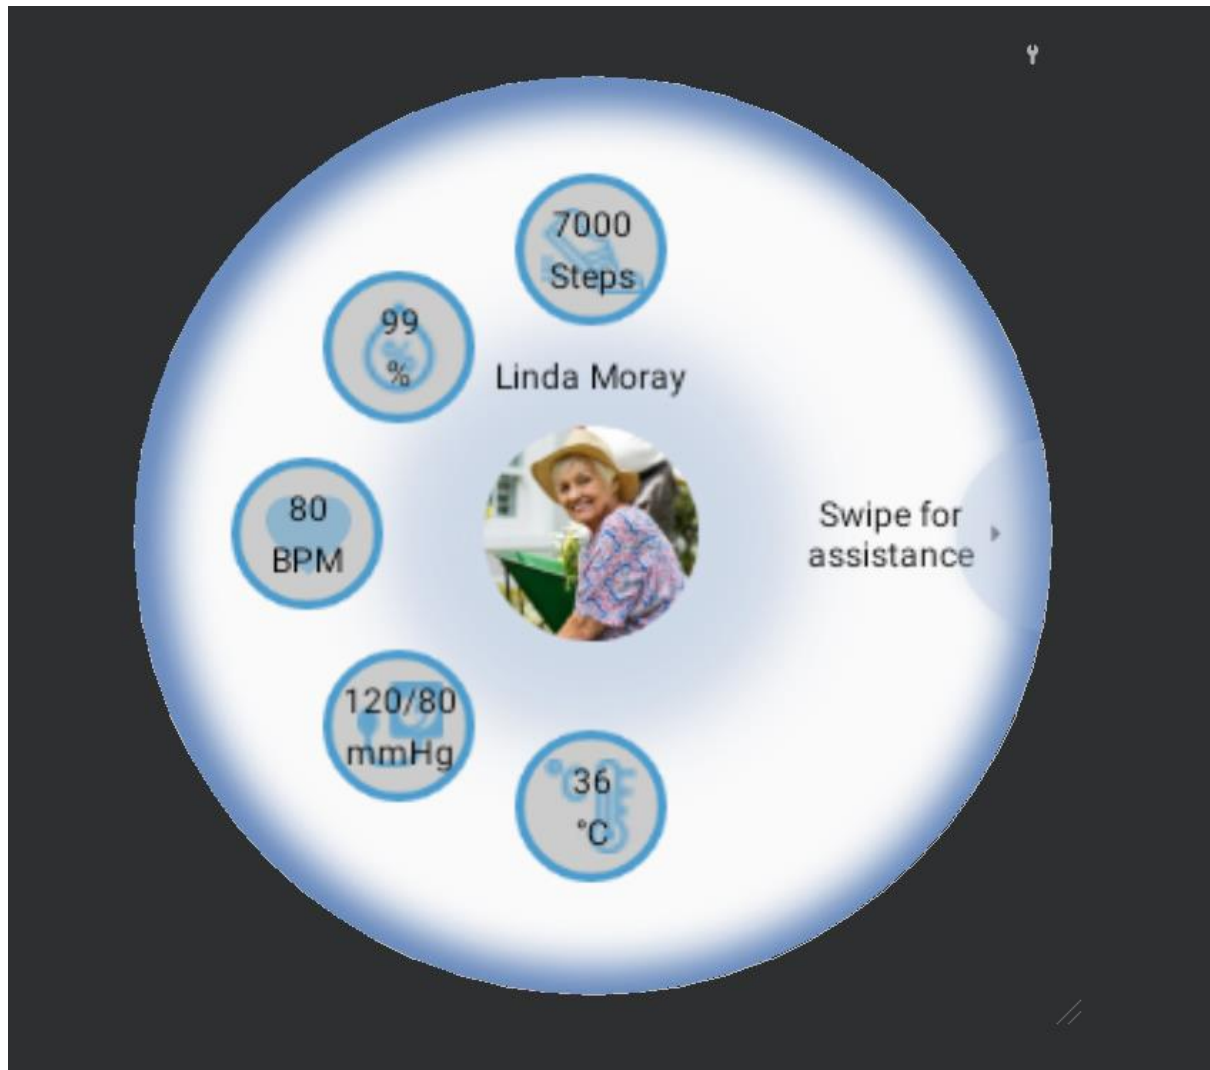 7000
Steps
99
%
Linda Moray
80
BPM
Swipe for
assistance
120/80
mmHg
36
°C